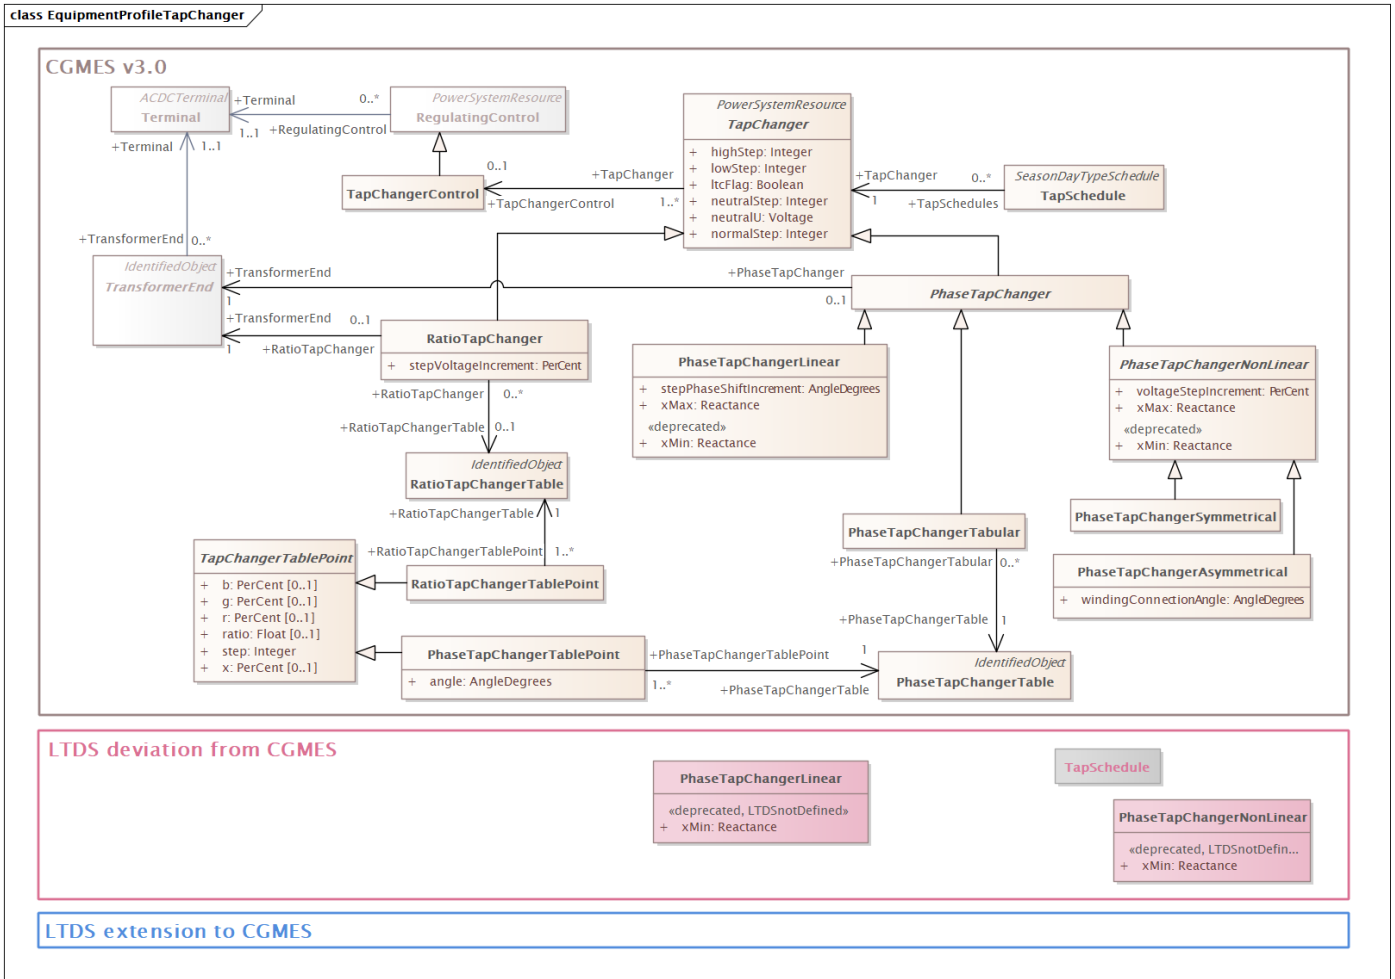 class EquipmentProfileTapChanger
CGMES v3.0
ACDCTerminal
Terminal
+Terminal
0..*
1..1
+RegulatingControl
PowerSystemResource
RegulatingControl
+Terminal
1..1
PowerSystemResource
TapChanger
+ highStep: Integer
+ lowStep: Integer
+ ltcFlag: Boolean
+ neutralStep: Integer
+ neutralU: Voltage
+ normalStep: Integer
0..1
+TapChanger
+TapChangerControl
1..*
TapChangerControl
+TapChanger
0..*
1
+TapSchedules
SeasonDayTypeSchedule
TapSchedule
+TransformerEnd
0..*
IdentifiedObject
TransformerEnd
+TransformerEnd
1
+PhaseTapChanger
0..1
PhaseTapChanger
+TransformerEnd
0..1
1
+RatioTapChanger
RatioTapChanger
+ stepVoltageIncrement: PerCent
PhaseTapChangerLinear
+ stepPhaseShiftIncrement: AngleDegrees
+ xMax: Reactance
«deprecated»
+ xMin: Reactance
PhaseTapChangerNonLinear
+ voltageStepIncrement: PerCent
+ xMax: Reactance
«deprecated»
+ xMin: Reactance
+RatioTapChanger
0..*
+RatioTapChangerTable
0..1
IdentifiedObject
RatioTapChangerTable
+RatioTapChangerTable
1
+RatioTapChangerTablePoint
1..*
RatioTapChangerTablePoint
PhaseTapChangerSymmetrical
PhaseTapChangerTabular
+PhaseTapChangerTabular
0..*
PhaseTapChangerAsymmetrical
+ windingConnectionAngle: AngleDegrees
TapChangerTablePoint
+ b: PerCent [0..1]
+ g: PerCent [0..1]
+ r: PerCent [0..1]
+ ratio: Float [0..1]
+ step: Integer
+ x: PerCent [0..1]
+PhaseTapChangerTable
1
PhaseTapChangerTablePoint
+ angle: AngleDegrees
+PhaseTapChangerTablePoint
1
1..*
+PhaseTapChangerTable
IdentifiedObject
PhaseTapChangerTable
LTDS deviation from CGMES
PhaseTapChangerLinear
«deprecated, LTDSnotDefined»
+ xMin: Reactance
TapSchedule
PhaseTapChangerNonLinear
«deprecated, LTDSnotDefin...
+ xMin: Reactance
LTDS extension to CGMES